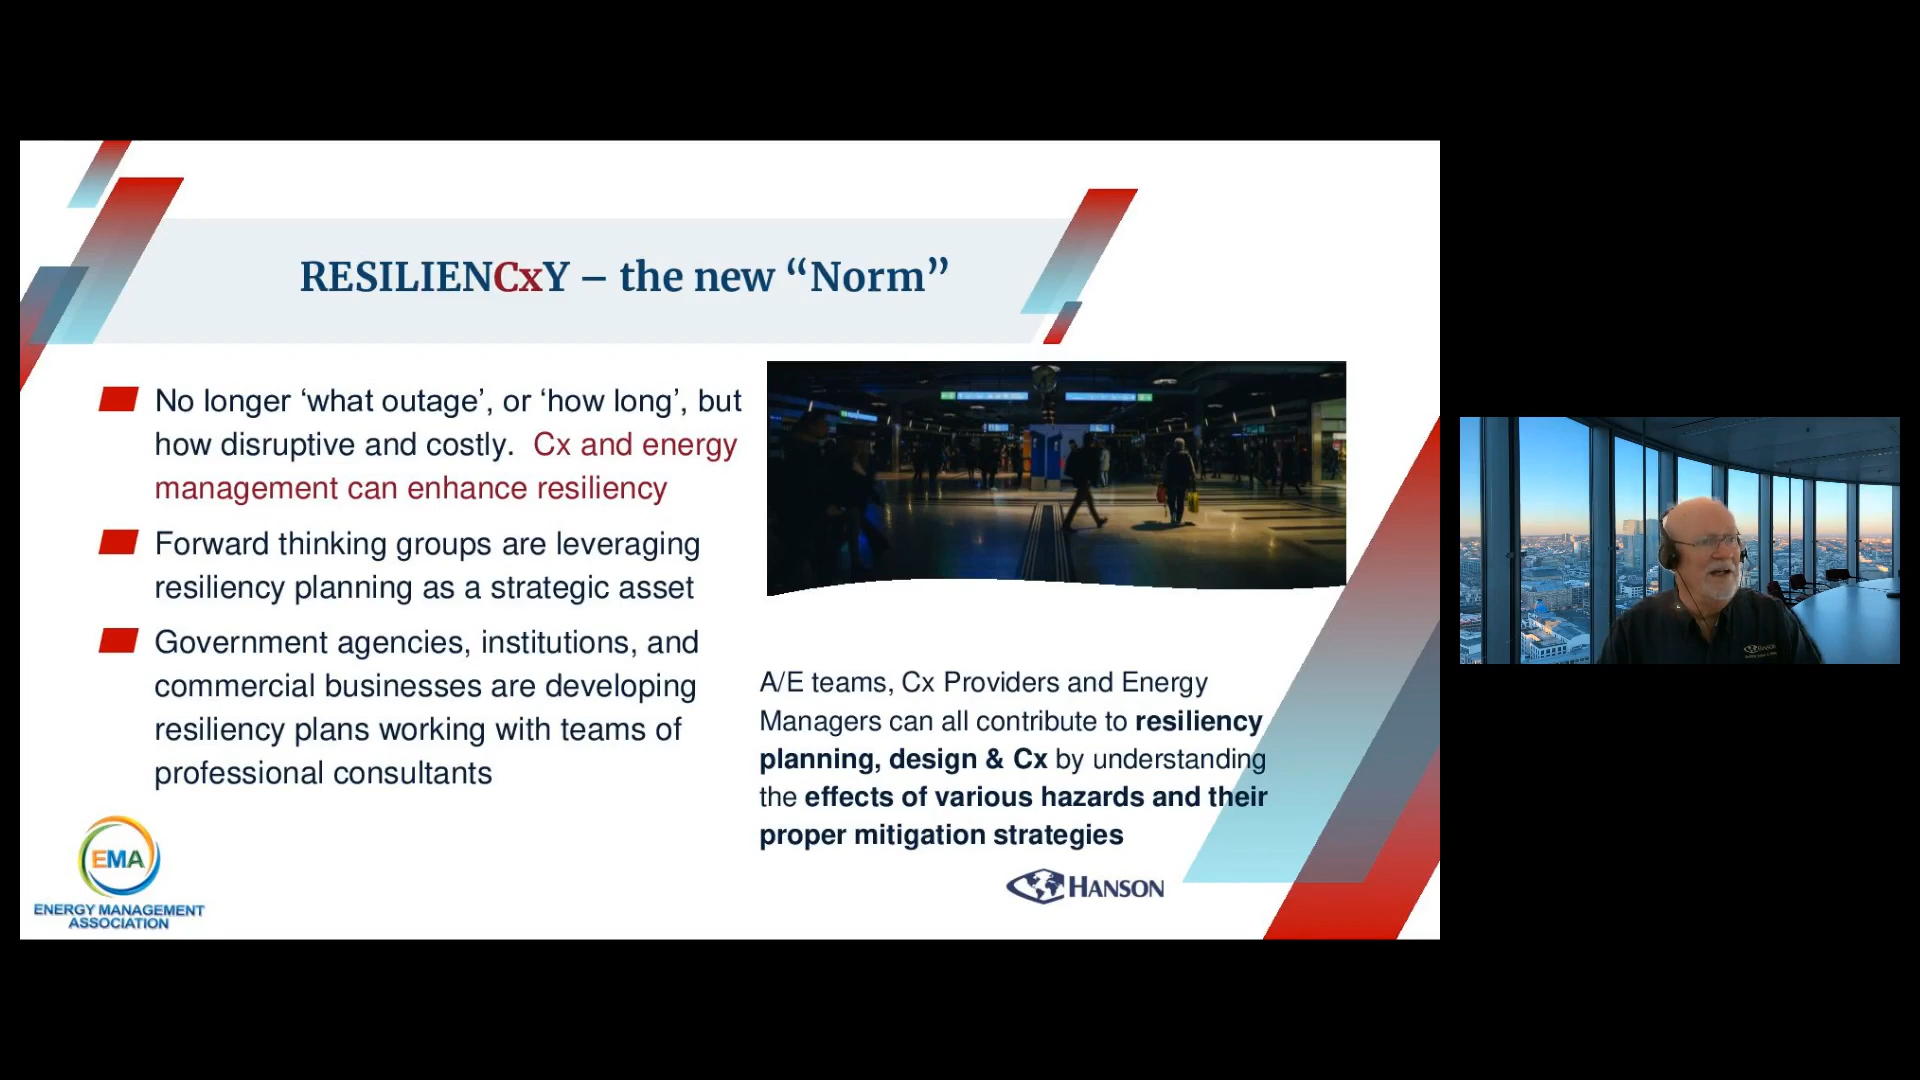 RESILIENCxY – the new “Norm”
No longer ‘what outage’, or ‘how long’, but
how disruptive and costly.  Cx and energy
management can enhance resiliency
Forward thinking groups are leveraging
resiliency planning as a strategic asset
Government agencies, institutions, and
commercial businesses are developing
resiliency plans working with teams of
professional consultants
A/E teams, Cx Providers and Energy
Managers can all contribute to resiliency
planning, design & Cx by understanding
the effects of various hazards and their
proper mitigation strategies
EMA
ENERGY MANAGEMENT
ASSOCIATION
HANSON
HANSON